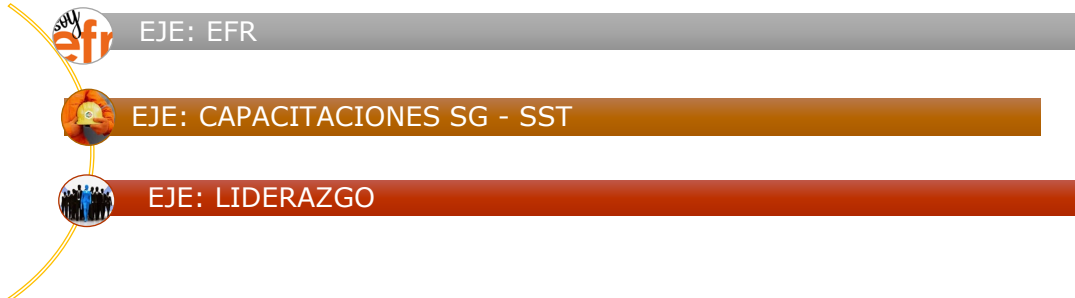 soy
efr
EJE: EFR
EJE: CAPACITACIONES SG - SST
EJE: LIDERAZGO